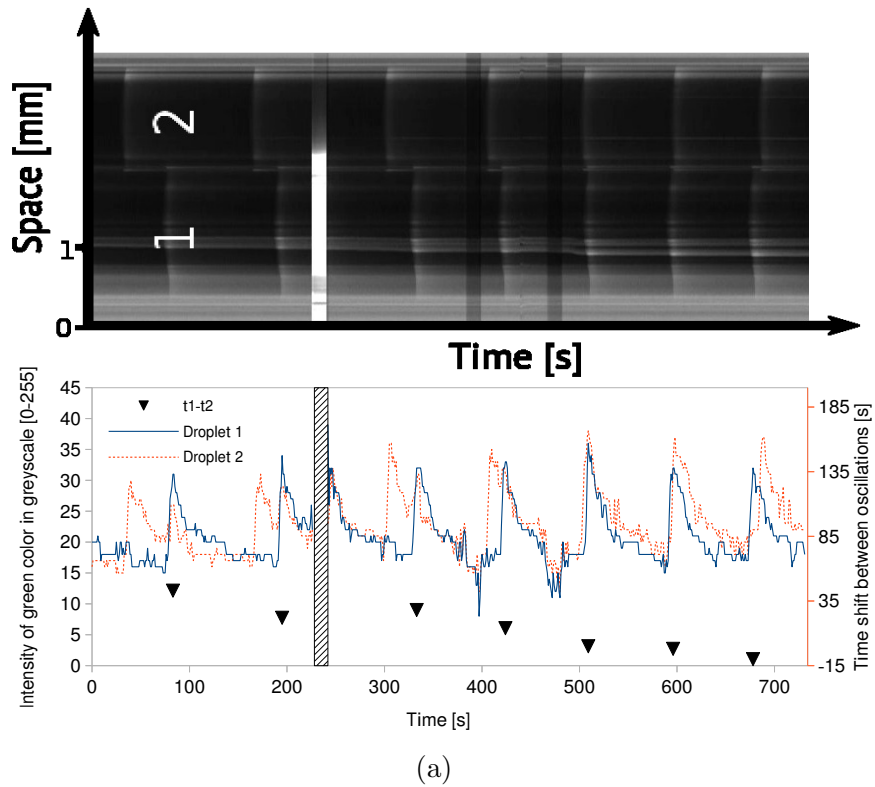 Space [mm]
2
1
1
0
Time [s]
Intensity of green color in greyscale [0-255]
45
40
35
30
25
20
15
10
5
0
t1-t2
Droplet 1
Droplet 2
185
135
85
35
-15
Time shift between oscillations [s]
0 100 200 300 400 500 600 700
Time [s]
(a)